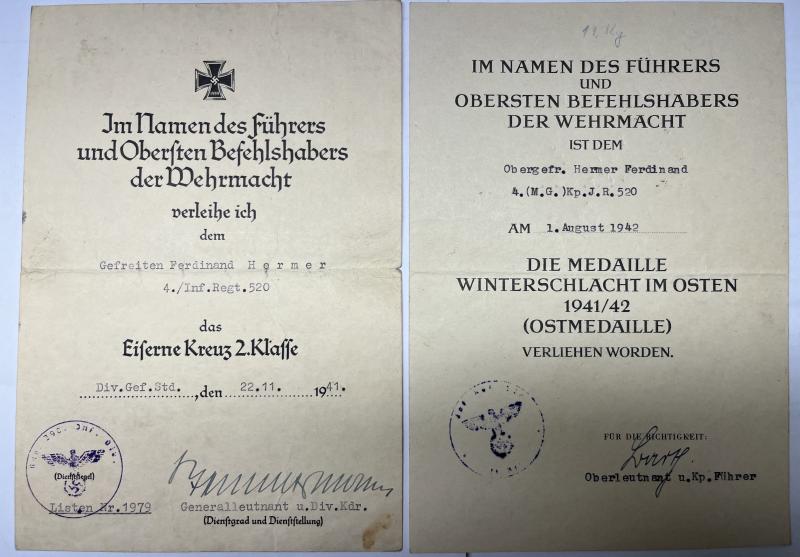 Im Namen des Führers
und Obersten Befehlshabers
der Wehrmacht
verleihe ich
dem
Gefreiten Ferdinand Hermer
4./Inf.Regt.520
das
Eiserne Kreuz 2.Klasse
Div.Gef.Std. ,den 22.11. 1941.
(Dienstsiegel)
Listen Nr.1979
Generalleutnant u.Div.Kdr.
(Dienstgrad und Dienststellung)
IM NAMEN DES FÜHRERS
UND
OBERSTEN BEFEHLSHABERS
DER WEHRMACHT
IST DEM
Obergefr. Hermer Ferdinand
4.(M.G.)Kp.J.R.520
AM 1.August 1942
DIE MEDAILLE
WINTERSCHLACHT IM OSTEN
1941/42
(OSTMEDAILLE)
VERLIEHEN WORDEN.
FÜR DIE RICHTIGKEIT:
Oberleutnant u.Kp.Führer